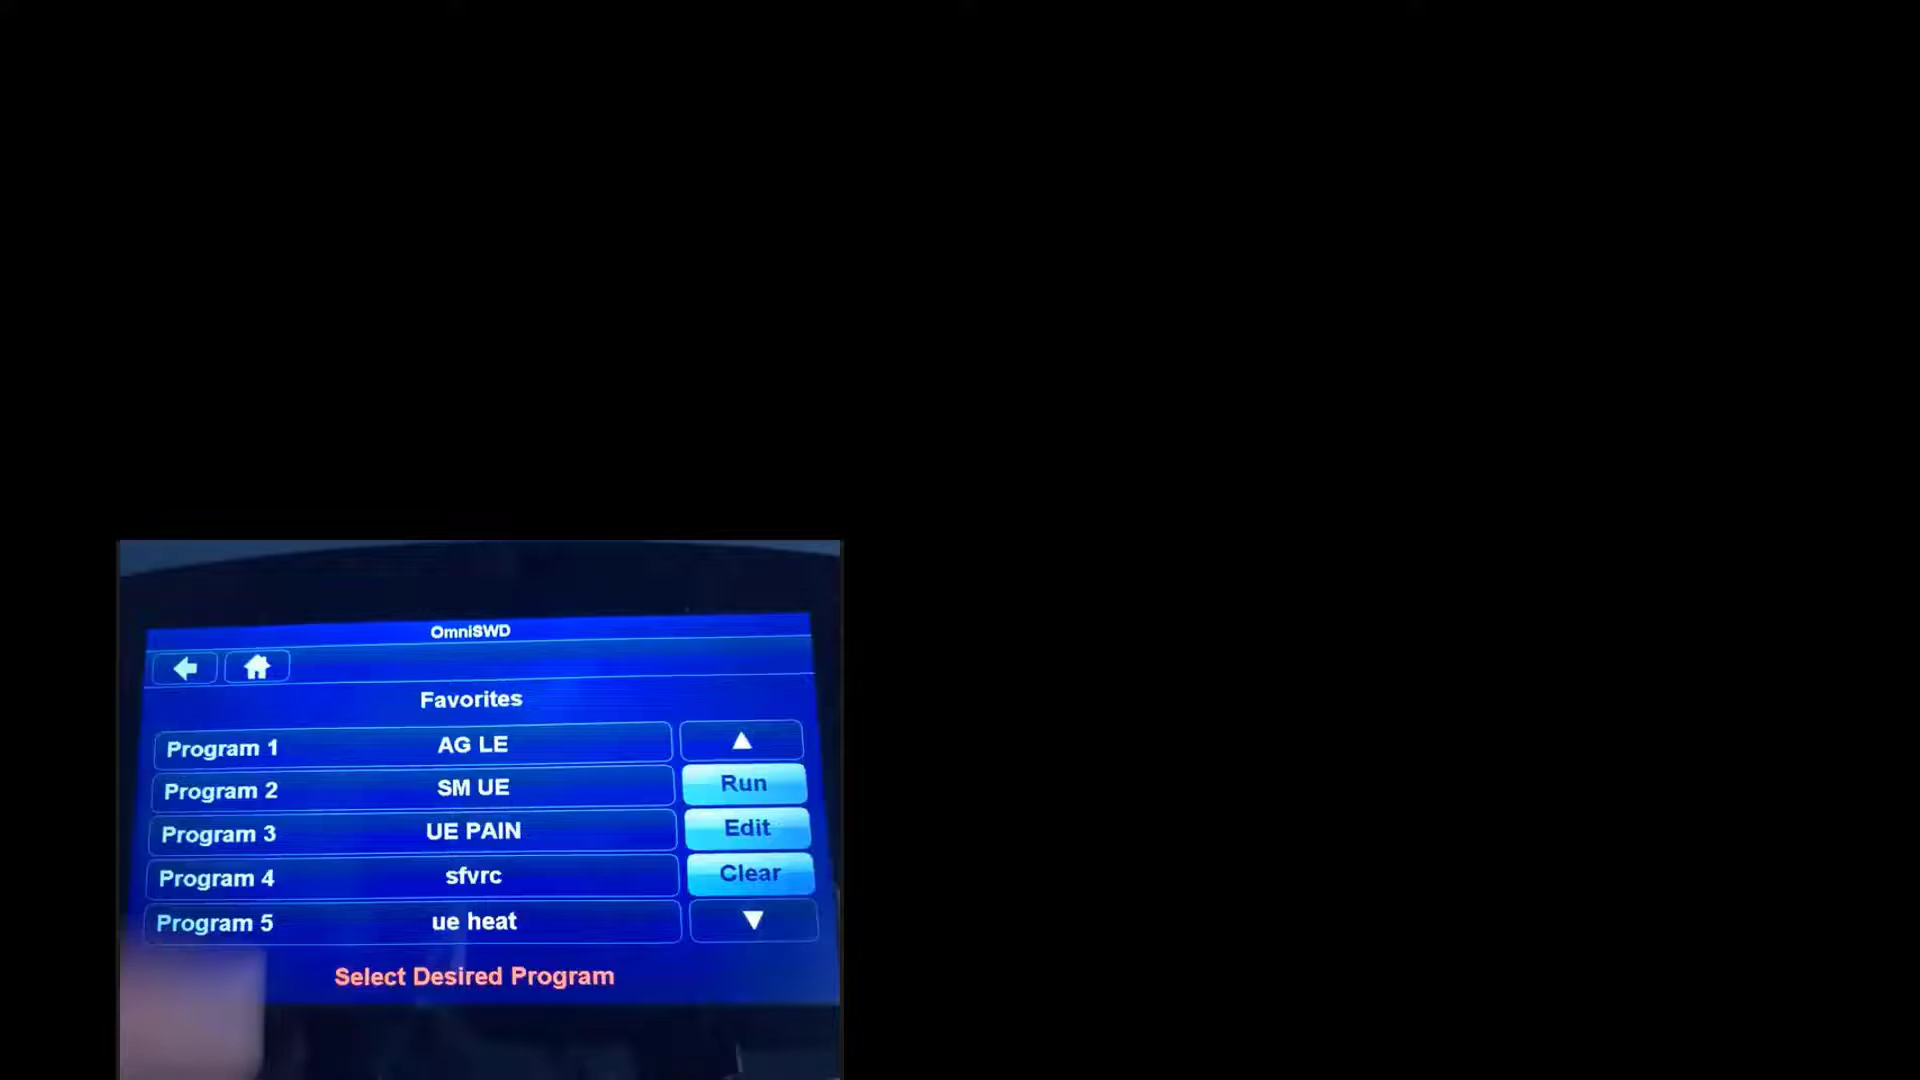 OmniSWD
Favorites
Program 1 AG LE
Program 2 SM UE
Run
Program 3 UE PAIN
Edit
Program 4 sfvrc
Clear
Program 5 ue heat
Select Desired Program